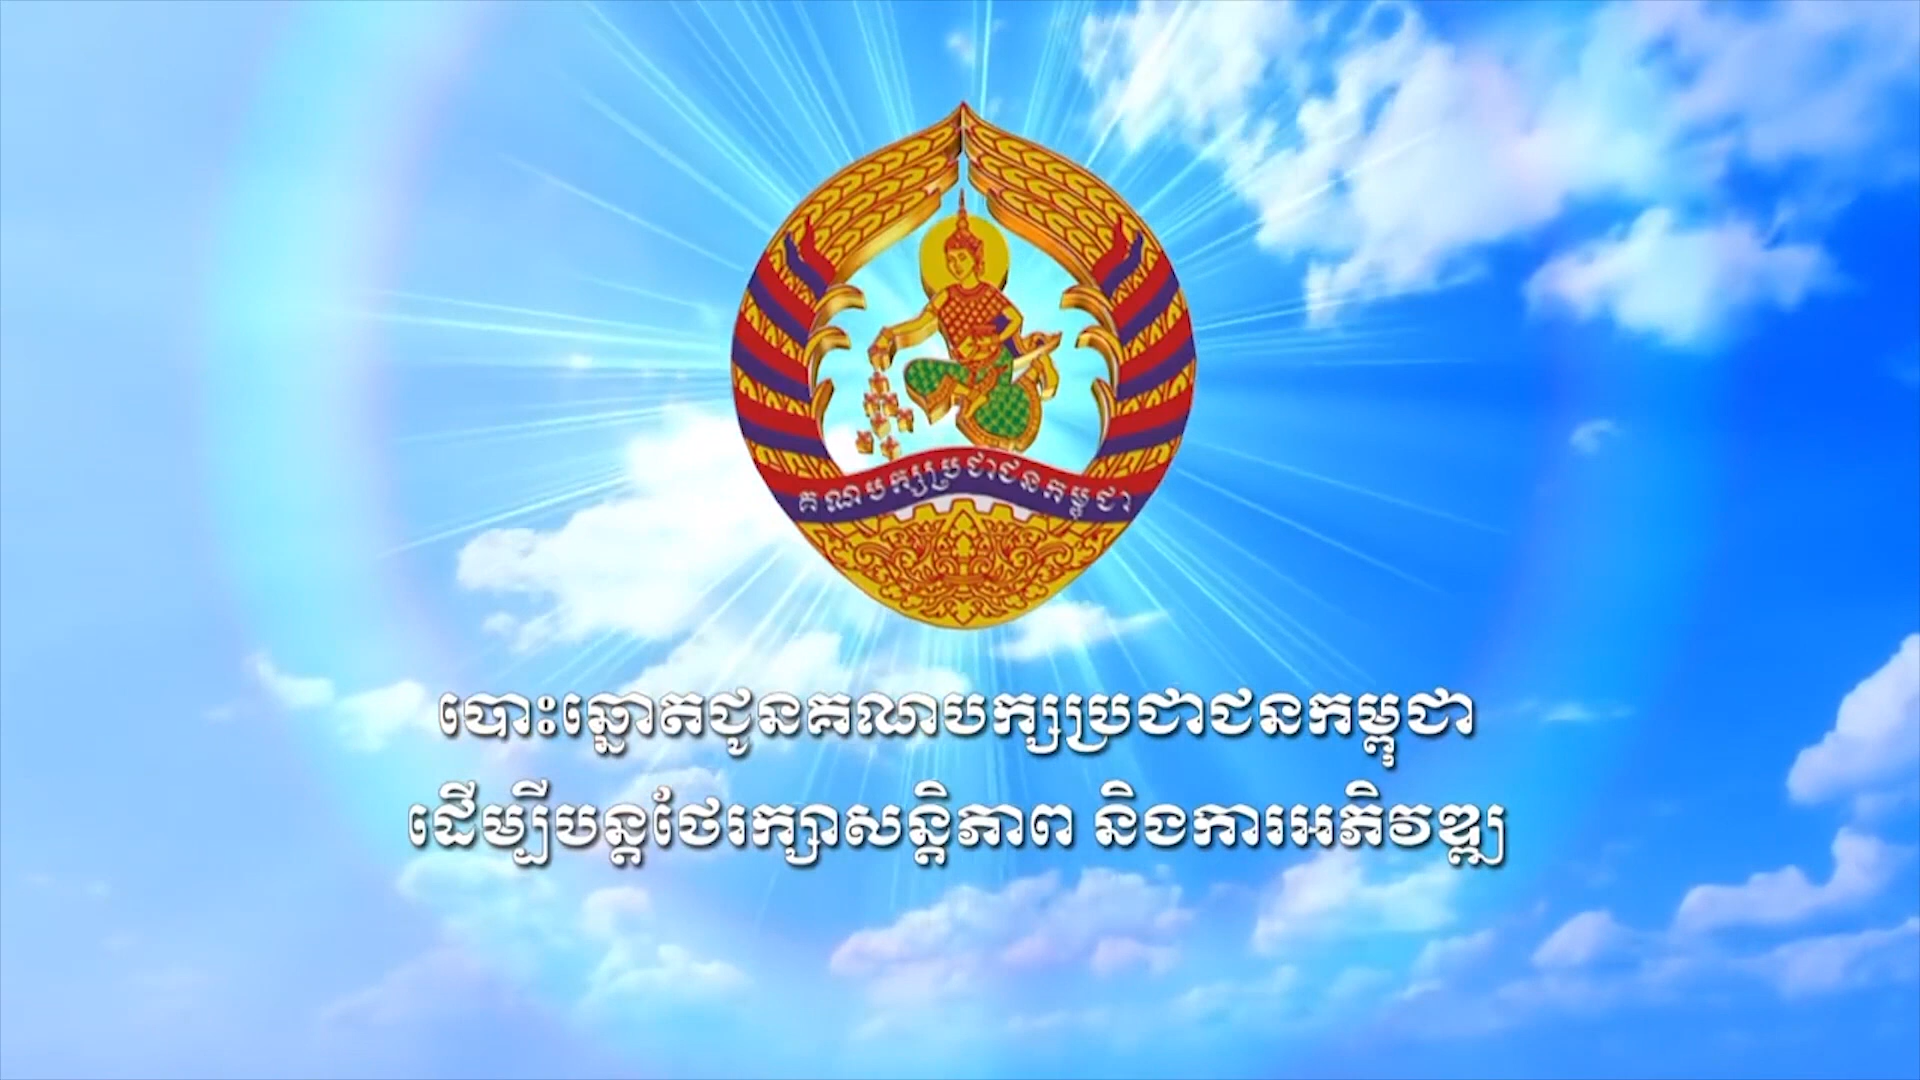 គណបក្សប្រជាជនកម្ពុជា
បោះឆ្នោតជូនគណបក្សប្រជាជនកម្ពុជា
ដើម្បីបន្តថែរក្សាសន្តិភាព និងការអភិវឌ្ឍ